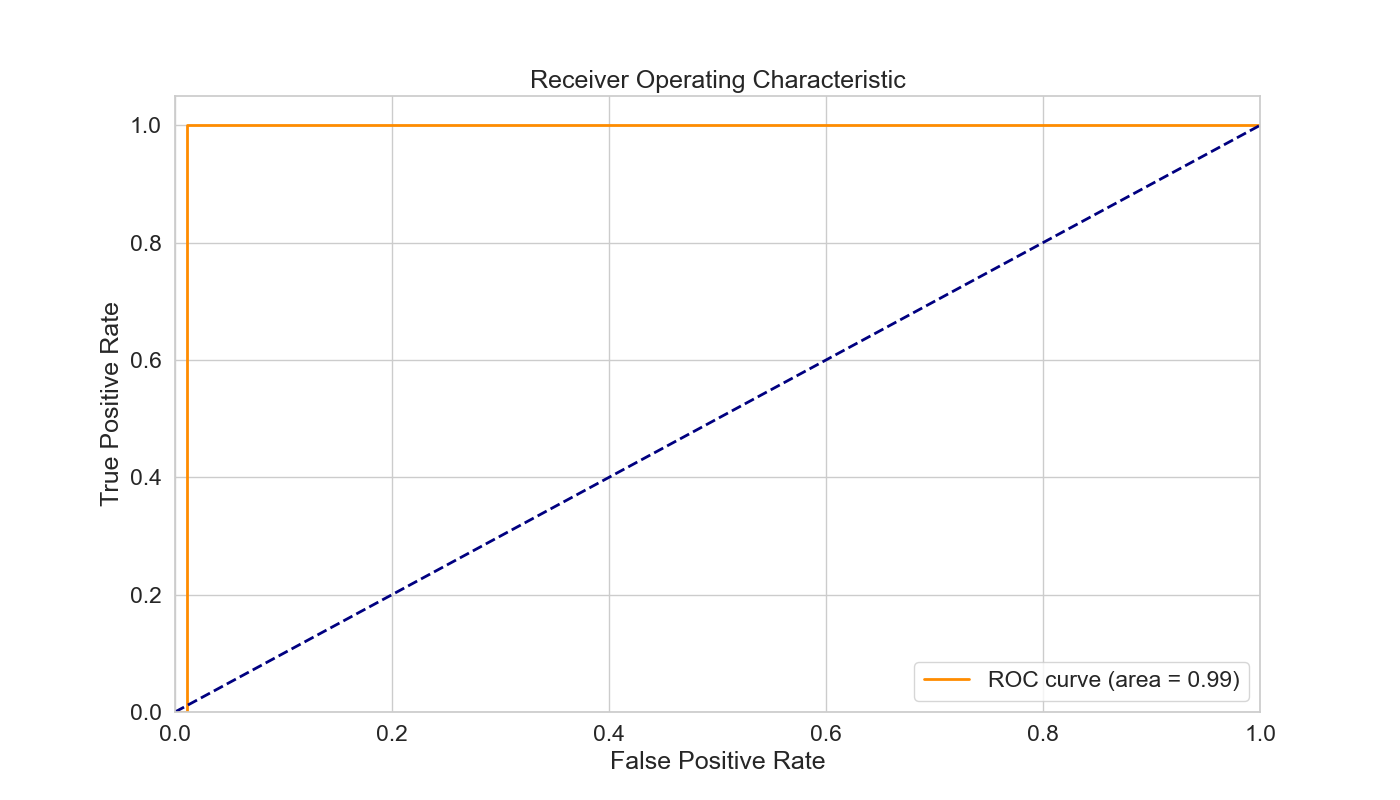 Receiver Operating Characteristic
True Positive Rate
1.0
0.8
0.6
0.4
0.2
0.0
0.0 0.2 0.4 0.6 0.8 1.0
False Positive Rate
ROC curve (area = 0.99)